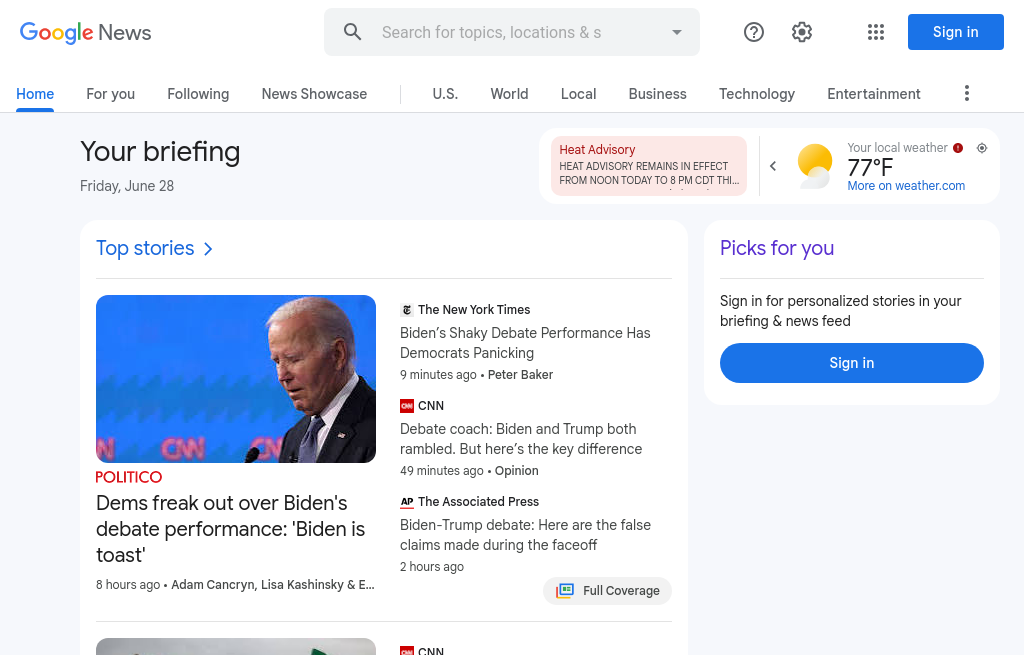 Google News
Search for topics, locations & s
Sign in
Home
For you
Following
News Showcase
U.S.
World
Local
Business
Technology
Entertainment
Your briefing
Friday, June 28
Heat Advisory
HEAT ADVISORY REMAINS IN EFFECT
FROM NOON TODAY TO 8 PM CDT THI...
Your local weather
77°F
More on weather.com
Top stories
N CNN CN
POLITICO
Dems freak out over Biden's
debate performance: 'Biden is
toast'
8 hours ago • Adam Cancryn, Lisa Kashinsky & E...
The New York Times
Biden’s Shaky Debate Performance Has
Democrats Panicking
9 minutes ago • Peter Baker
CNN CNN
Debate coach: Biden and Trump both
rambled. But here’s the key difference
49 minutes ago • Opinion
AP The Associated Press
Biden-Trump debate: Here are the false
claims made during the faceoff
2 hours ago
Full Coverage
CNN CNN
Picks for you
Sign in for personalized stories in your
briefing & news feed
Sign in